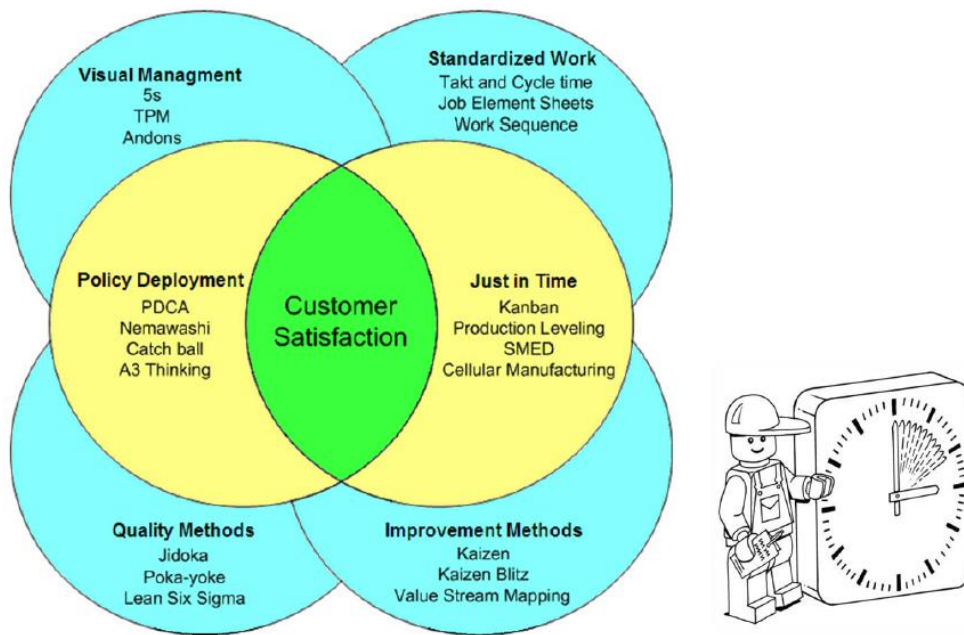 Visual Managment
5s
TPM
Andons
Standardized Work
Takt and Cycle time
Job Element Sheets
Work Sequence
Policy Deployment
PDCA
Nemawashi
Catch ball
A3 Thinking
Customer
Satisfaction
Just in Time
Kanban
Production Leveling
SMED
Cellular Manufacturing
Quality Methods
Jidoka
Poka-yoke
Lean Six Sigma
Improvement Methods
Kaizen
Kaizen Blitz
Value Stream Mapping